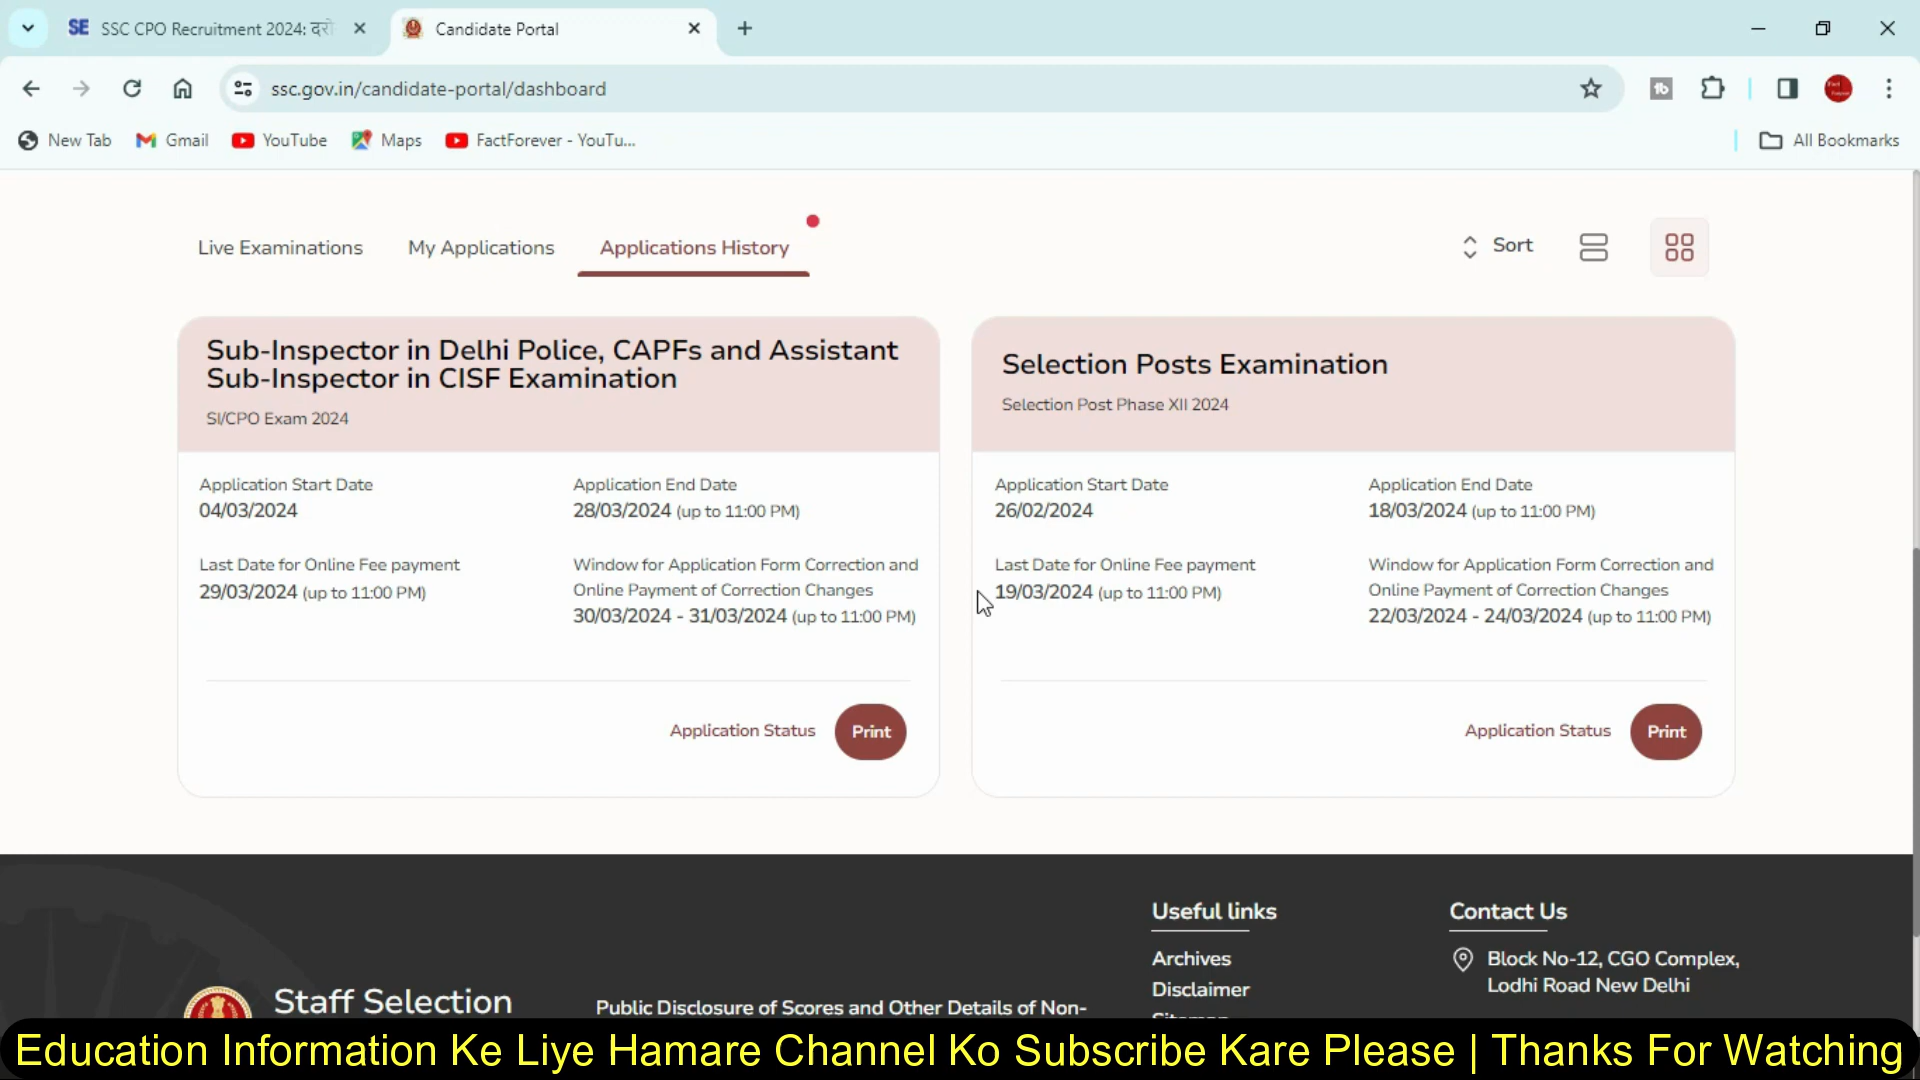 SE SSC CPO Recruitment 2024: दरो
Candidate Portal
ssc.gov.in/candidate-portal/dashboard
New Tab
Gmail
YouTube
Maps
FactForever - YouTu...
All Bookmarks
Live Examinations
My Applications
Applications History
Sort
Sub-Inspector in Delhi Police, CAPFs and Assistant
Sub-Inspector in CISF Examination
SI/CPO Exam 2024
Application Start Date
04/03/2024
Application End Date
28/03/2024 (up to 11:00 PM)
Last Date for Online Fee payment
29/03/2024 (up to 11:00 PM)
Window for Application Form Correction and
Online Payment of Correction Changes
30/03/2024 - 31/03/2024 (up to 11:00 PM)
Application Status
Print
Selection Posts Examination
Selection Post Phase XII 2024
Application Start Date
26/02/2024
Application End Date
18/03/2024 (up to 11:00 PM)
Last Date for Online Fee payment
19/03/2024 (up to 11:00 PM)
Window for Application Form Correction and
Online Payment of Correction Changes
22/03/2024 - 24/03/2024 (up to 11:00 PM)
Application Status
Print
Staff Selection
Public Disclosure of Scores and Other Details of Non-
Useful links
Archives
Disclaimer
Contact Us
Block No-12, CGO Complex,
Lodhi Road New Delhi
Education Information Ke Liye Hamare Channel Ko Subscribe Kare Please | Thanks For Watching